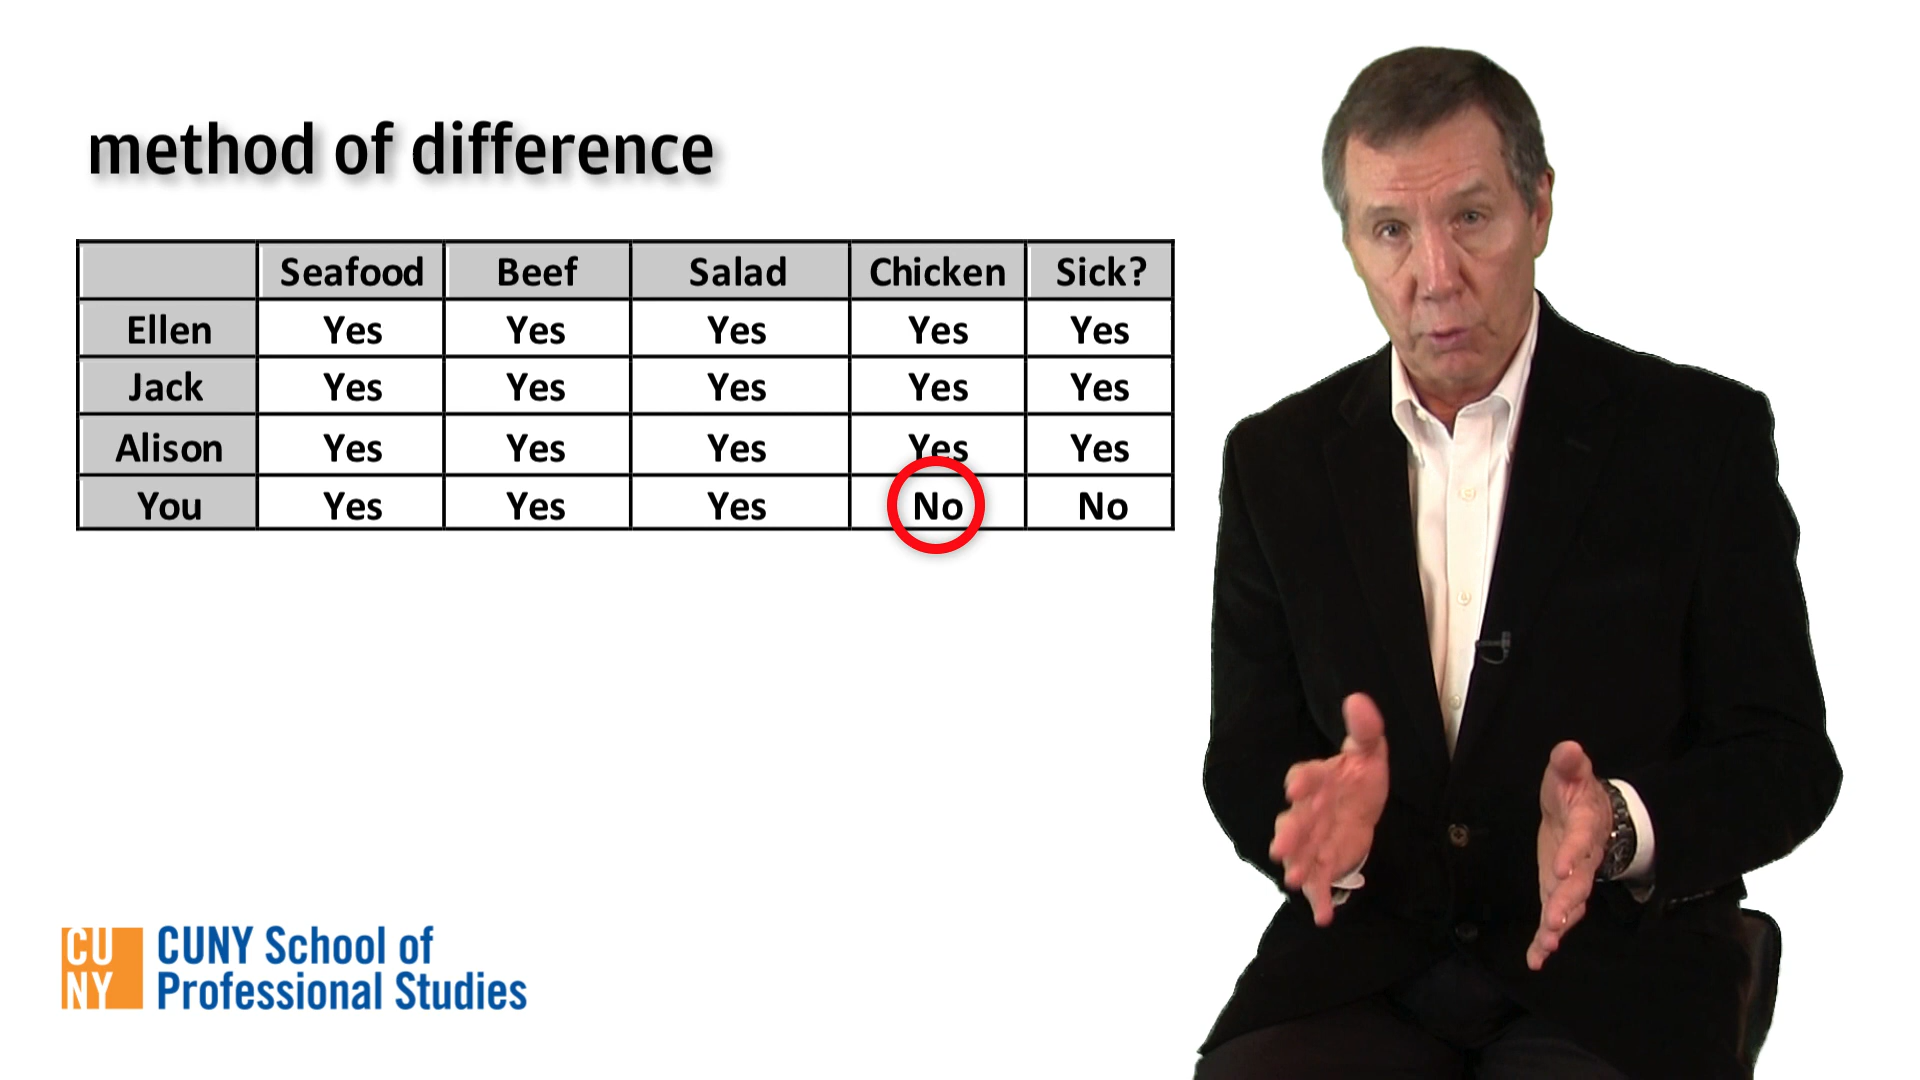 method of difference
Seafood Beef Salad Chicken Sick?
Ellen Yes Yes Yes Yes Yes
Jack Yes Yes Yes Yes Yes
Alison Yes Yes Yes Yes Yes
You Yes Yes Yes No No
CU
NY
CUNY School of
Professional Studies